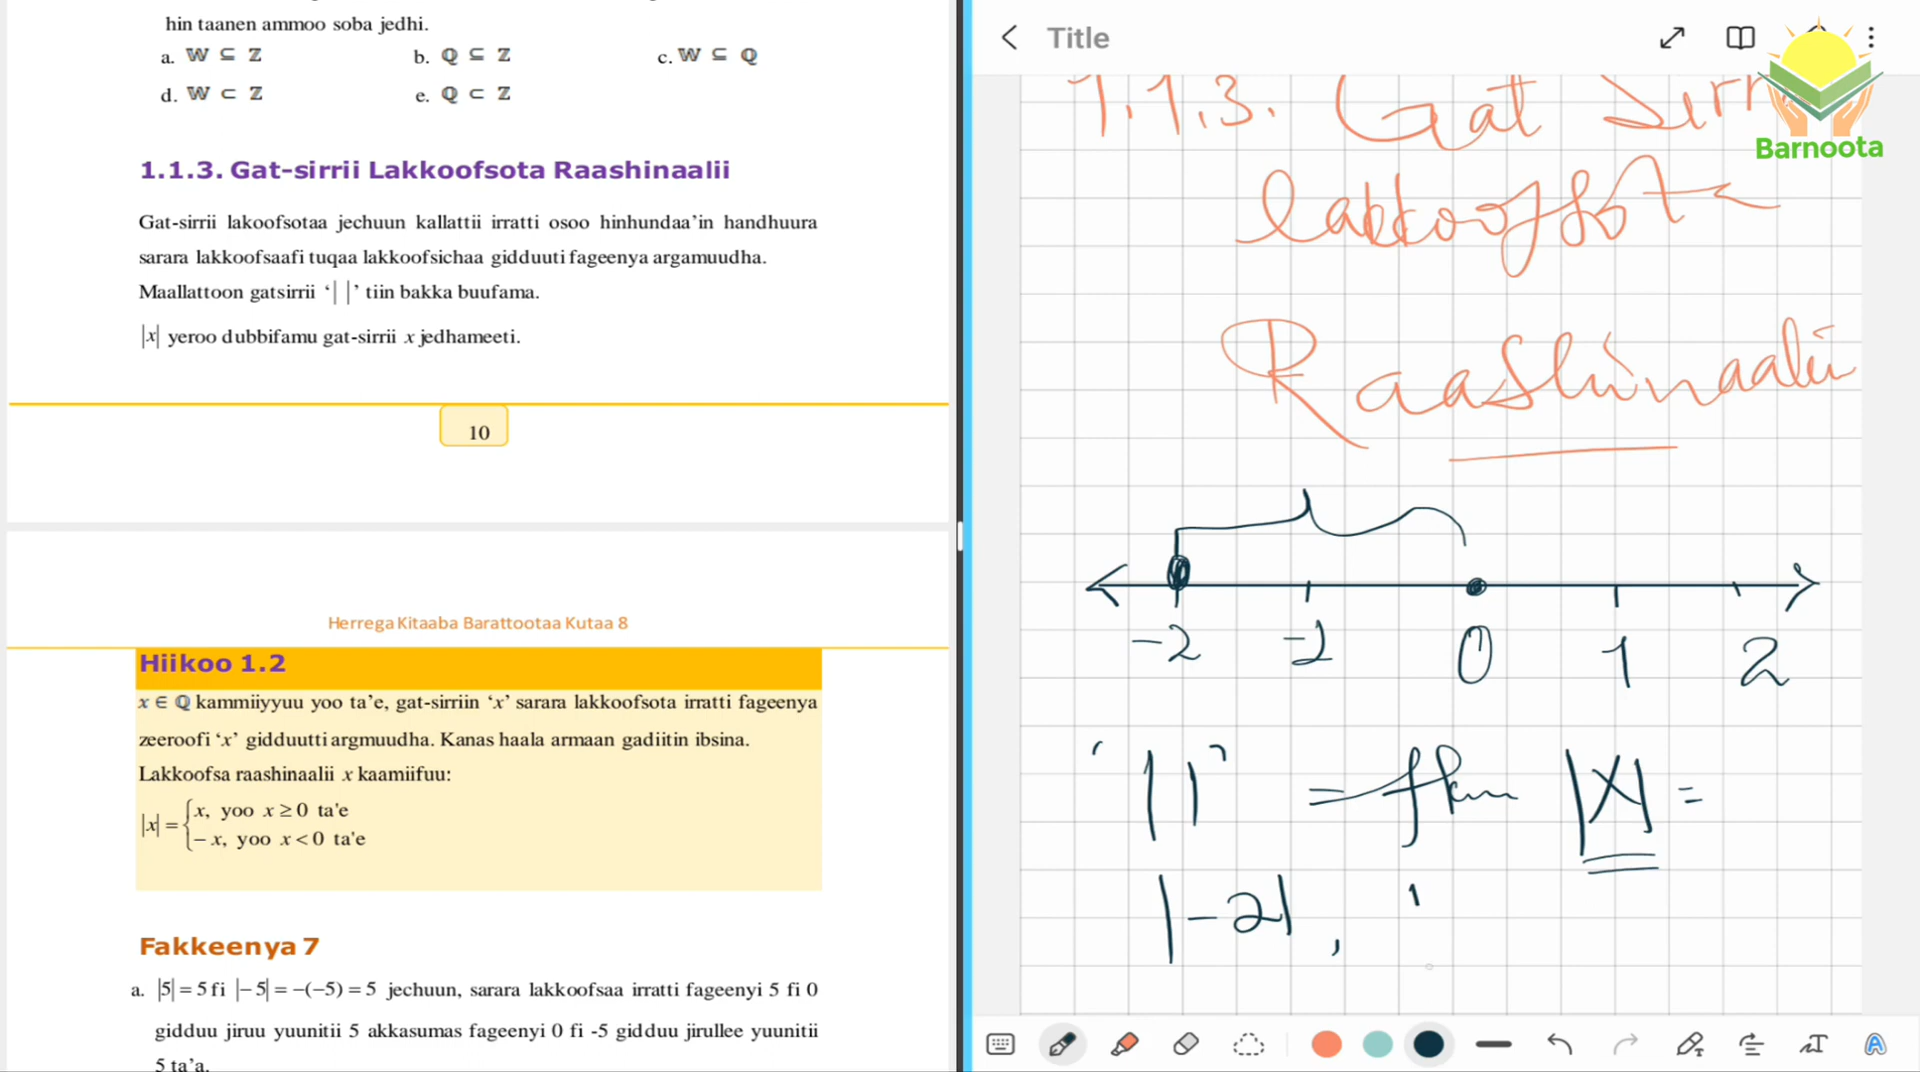 hin taanen ammoo soba jedhi.
a. 𝕎 ⊆ ℤ b. ℚ ⊆ ℤ c. 𝕎 ⊆ ℚ
d. 𝕎 ⊂ ℤ e. ℚ ⊂ ℤ
1.1.3. Gat-sirrii Lakkoofsota Raashinaalii
Gat-sirrii lakoofsotaa jechuun kallattii irratti osoo hinhundaa’in handhuura
sarara lakkoofsaafi tuqaa lakkoofsichaa gidduuti fageenya argamuudha.
Maallattoon gatsirrii ‘| |’ tiin bakka buufama.
|x| yeroo dubbifamu gat-sirrii x jedhameeti.
10
Herrega Kitaaba Barattootaa Kutaa 8
Hiikoo 1.2
x ∈ ℚ kammiiyyuu yoo ta’e, gat-sirriin ‘x’ sarara lakkoofsota irratti fageenya
zeeroofi ‘x’ gidduutti argmuudha. Kanas haala armaan gadiitin ibsina.
Lakkoofsa raashinaalii x kaamiifuu:
|x| = { x, yoo x ≥ 0 ta'e
− x, yoo x < 0 ta'e
Fakkeenya 7
a. |5| = 5 fi |− 5| = −(−5) = 5 jechuun, sarara lakkoofsaa irratti fageenyi 5 fi 0
gidduu jiruu yuunitii 5 akkasumas fageenyi 0 fi -5 gidduu jirullee yuunitii
5 ta’a.
Title
Barnoota
1.1.3. Gat
lakkoofsota
Raashinaalii
-2 -1 0 1 2
‘ | | ’ = |x| =
|-2| ,